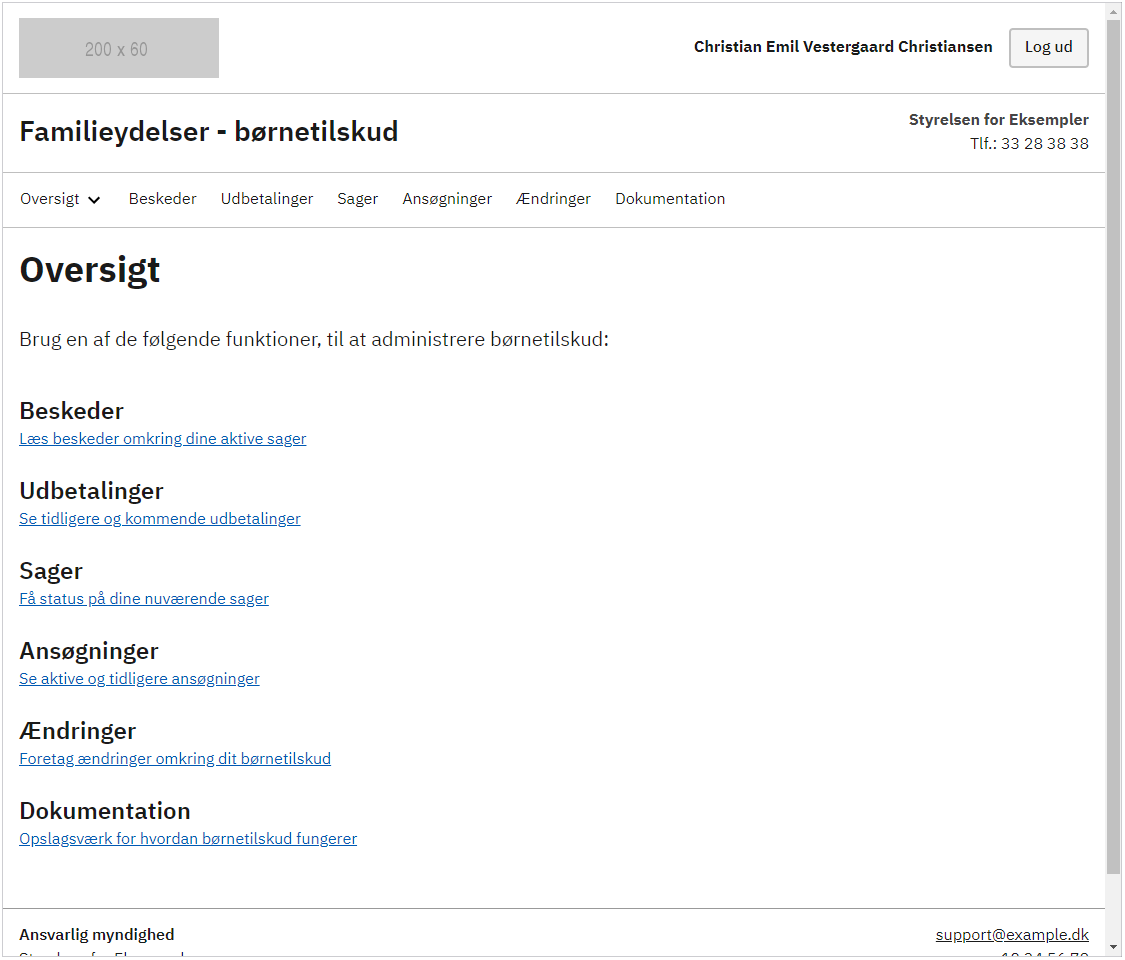 200 x 60
Christian Emil Vestergaard Christiansen
Log ud
Familieydelser - børnetilskud
Styrelsen for Eksempler
Tlf.: 33 28 38 38
Oversigt Beskeder Udbetalinger Sager Ansøgninger Ændringer Dokumentation
Oversigt
Brug en af de følgende funktioner, til at administrere børnetilskud:
Beskeder
Læs beskeder omkring dine aktive sager
Udbetalinger
Se tidligere og kommende udbetalinger
Sager
Få status på dine nuværende sager
Ansøgninger
Se aktive og tidligere ansøgninger
Ændringer
Foretag ændringer omkring dit børnetilskud
Dokumentation
Opslagsværk for hvordan børnetilskud fungerer
Ansvarlig myndighed
support@example.dk